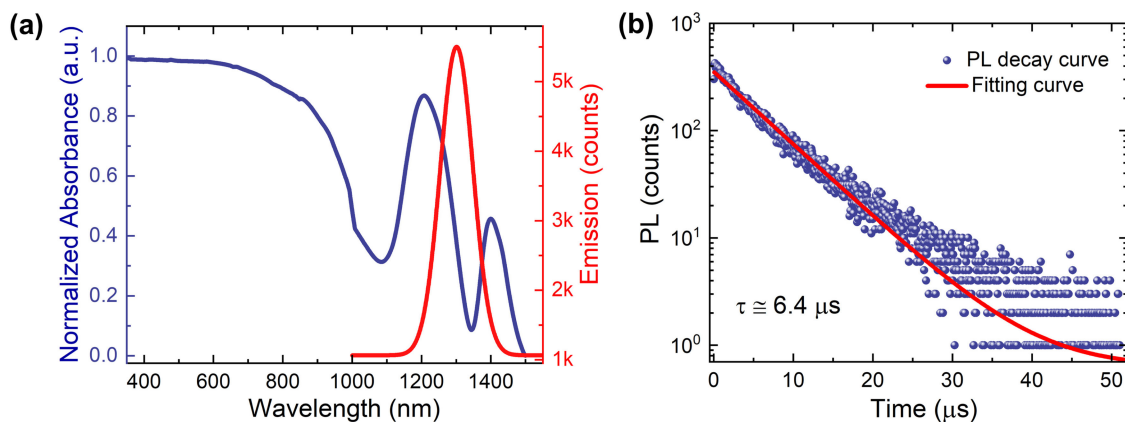 (a)
Normalized Absorbance (a.u.)
1.0
0.8
0.6
0.4
0.2
0.0
400 600 800 1000 1200 1400
Wavelength (nm)
5k
4k
3k
2k
1k
Emission (counts)
(b)
PL (counts)
10³
10²
10¹
10⁰
PL decay curve
Fitting curve
τ ≅ 6.4 μs
0 10 20 30 40 50
Time (μs)